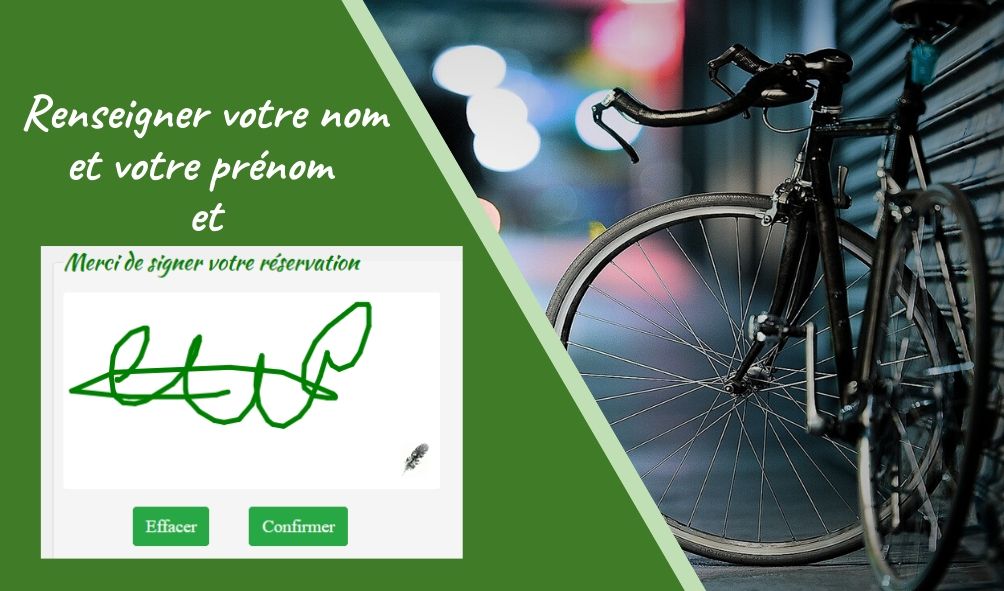 Renseigner votre nom
et votre prénom
et
Merci de signer votre réservation
Effacer
Confirmer